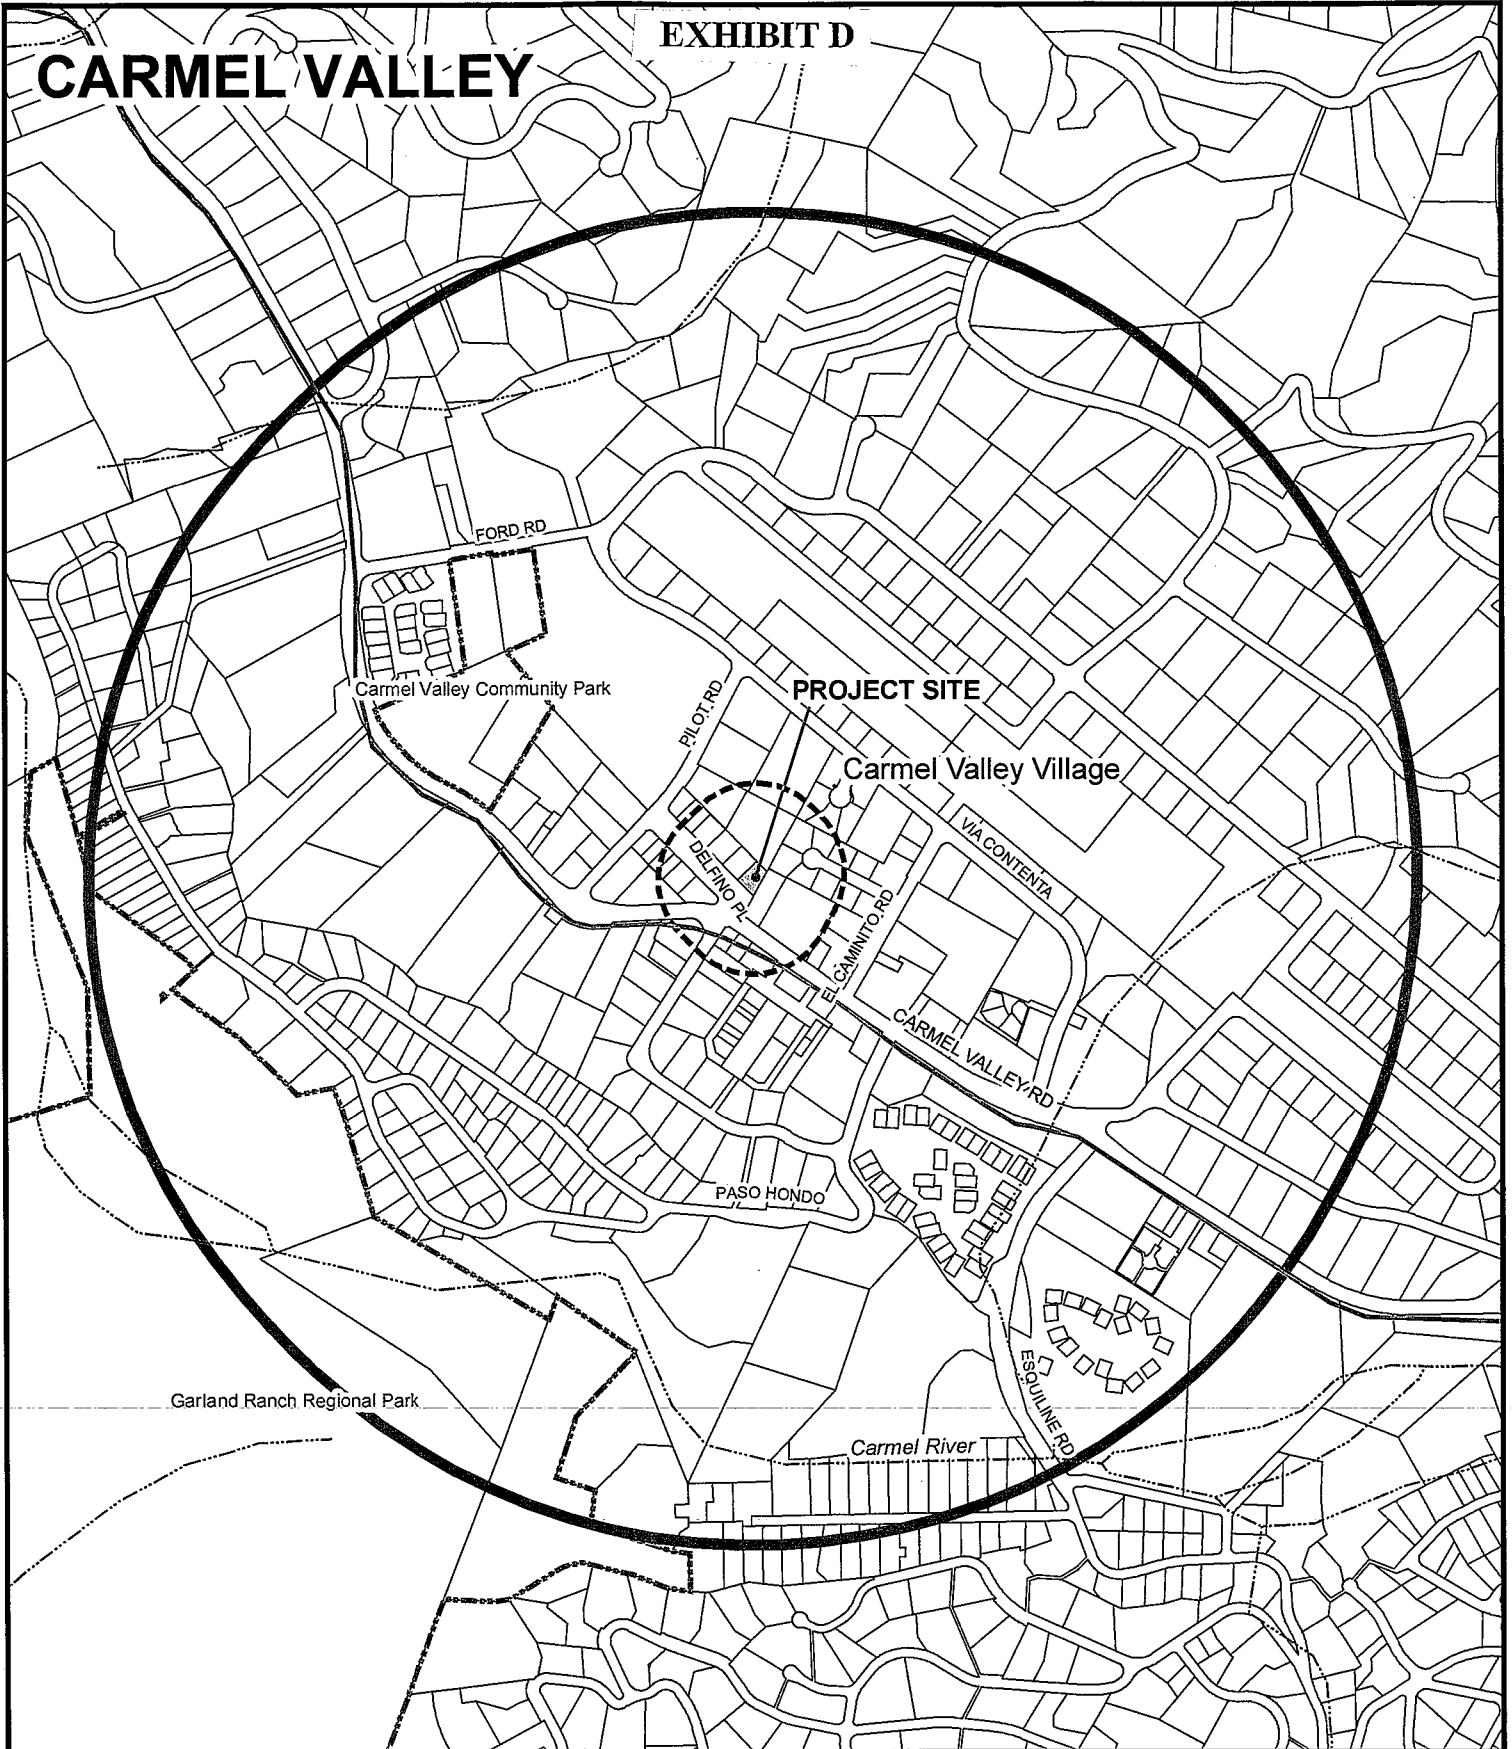 EXHIBIT D
CARMEL VALLEY
FORD RD
Carmel Valley Community Park
PILOT RD
PROJECT SITE
Carmel Valley Village
DELFINO PL
VIA CONTENTA
EL CAMINITO RD
CARMEL VALLEY RD
PASO HONDO
ESQUILINE RD
Garland Ranch Regional Park
Carmel River